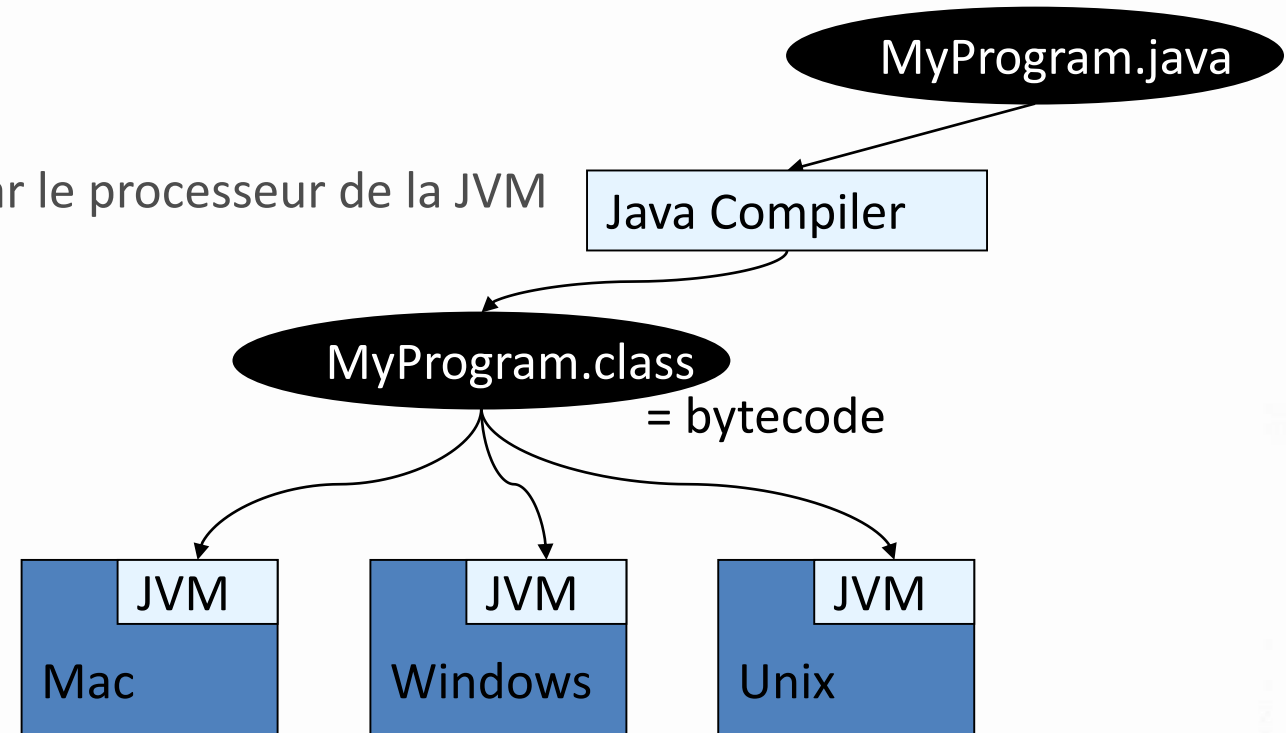 MyProgram.java
le processeur de la JVM
Java Compiler
MyProgram.class
= bytecode
JVM
JVM
JVM
Mac
Windows
Unix